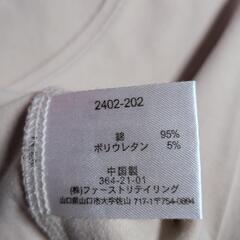 2402-202
綿 95%
ポリウレタン 5%
中国製
364-21-01
(株)ファーストリテイリング
山口県山口市大字佐山 717-1 〒754-0894